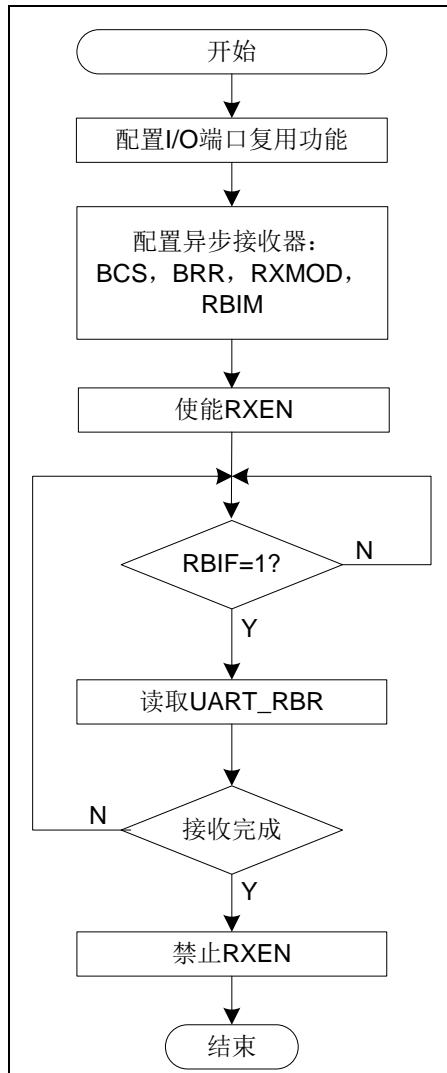 开始
配置I/O端口复用功能
配置异步接收器：
BCS，BRR，RXMOD，
RBIM
使能RXEN
RBIF=1?
N
Y
读取UART_RBR
N
接收完成
Y
禁止RXEN
结束